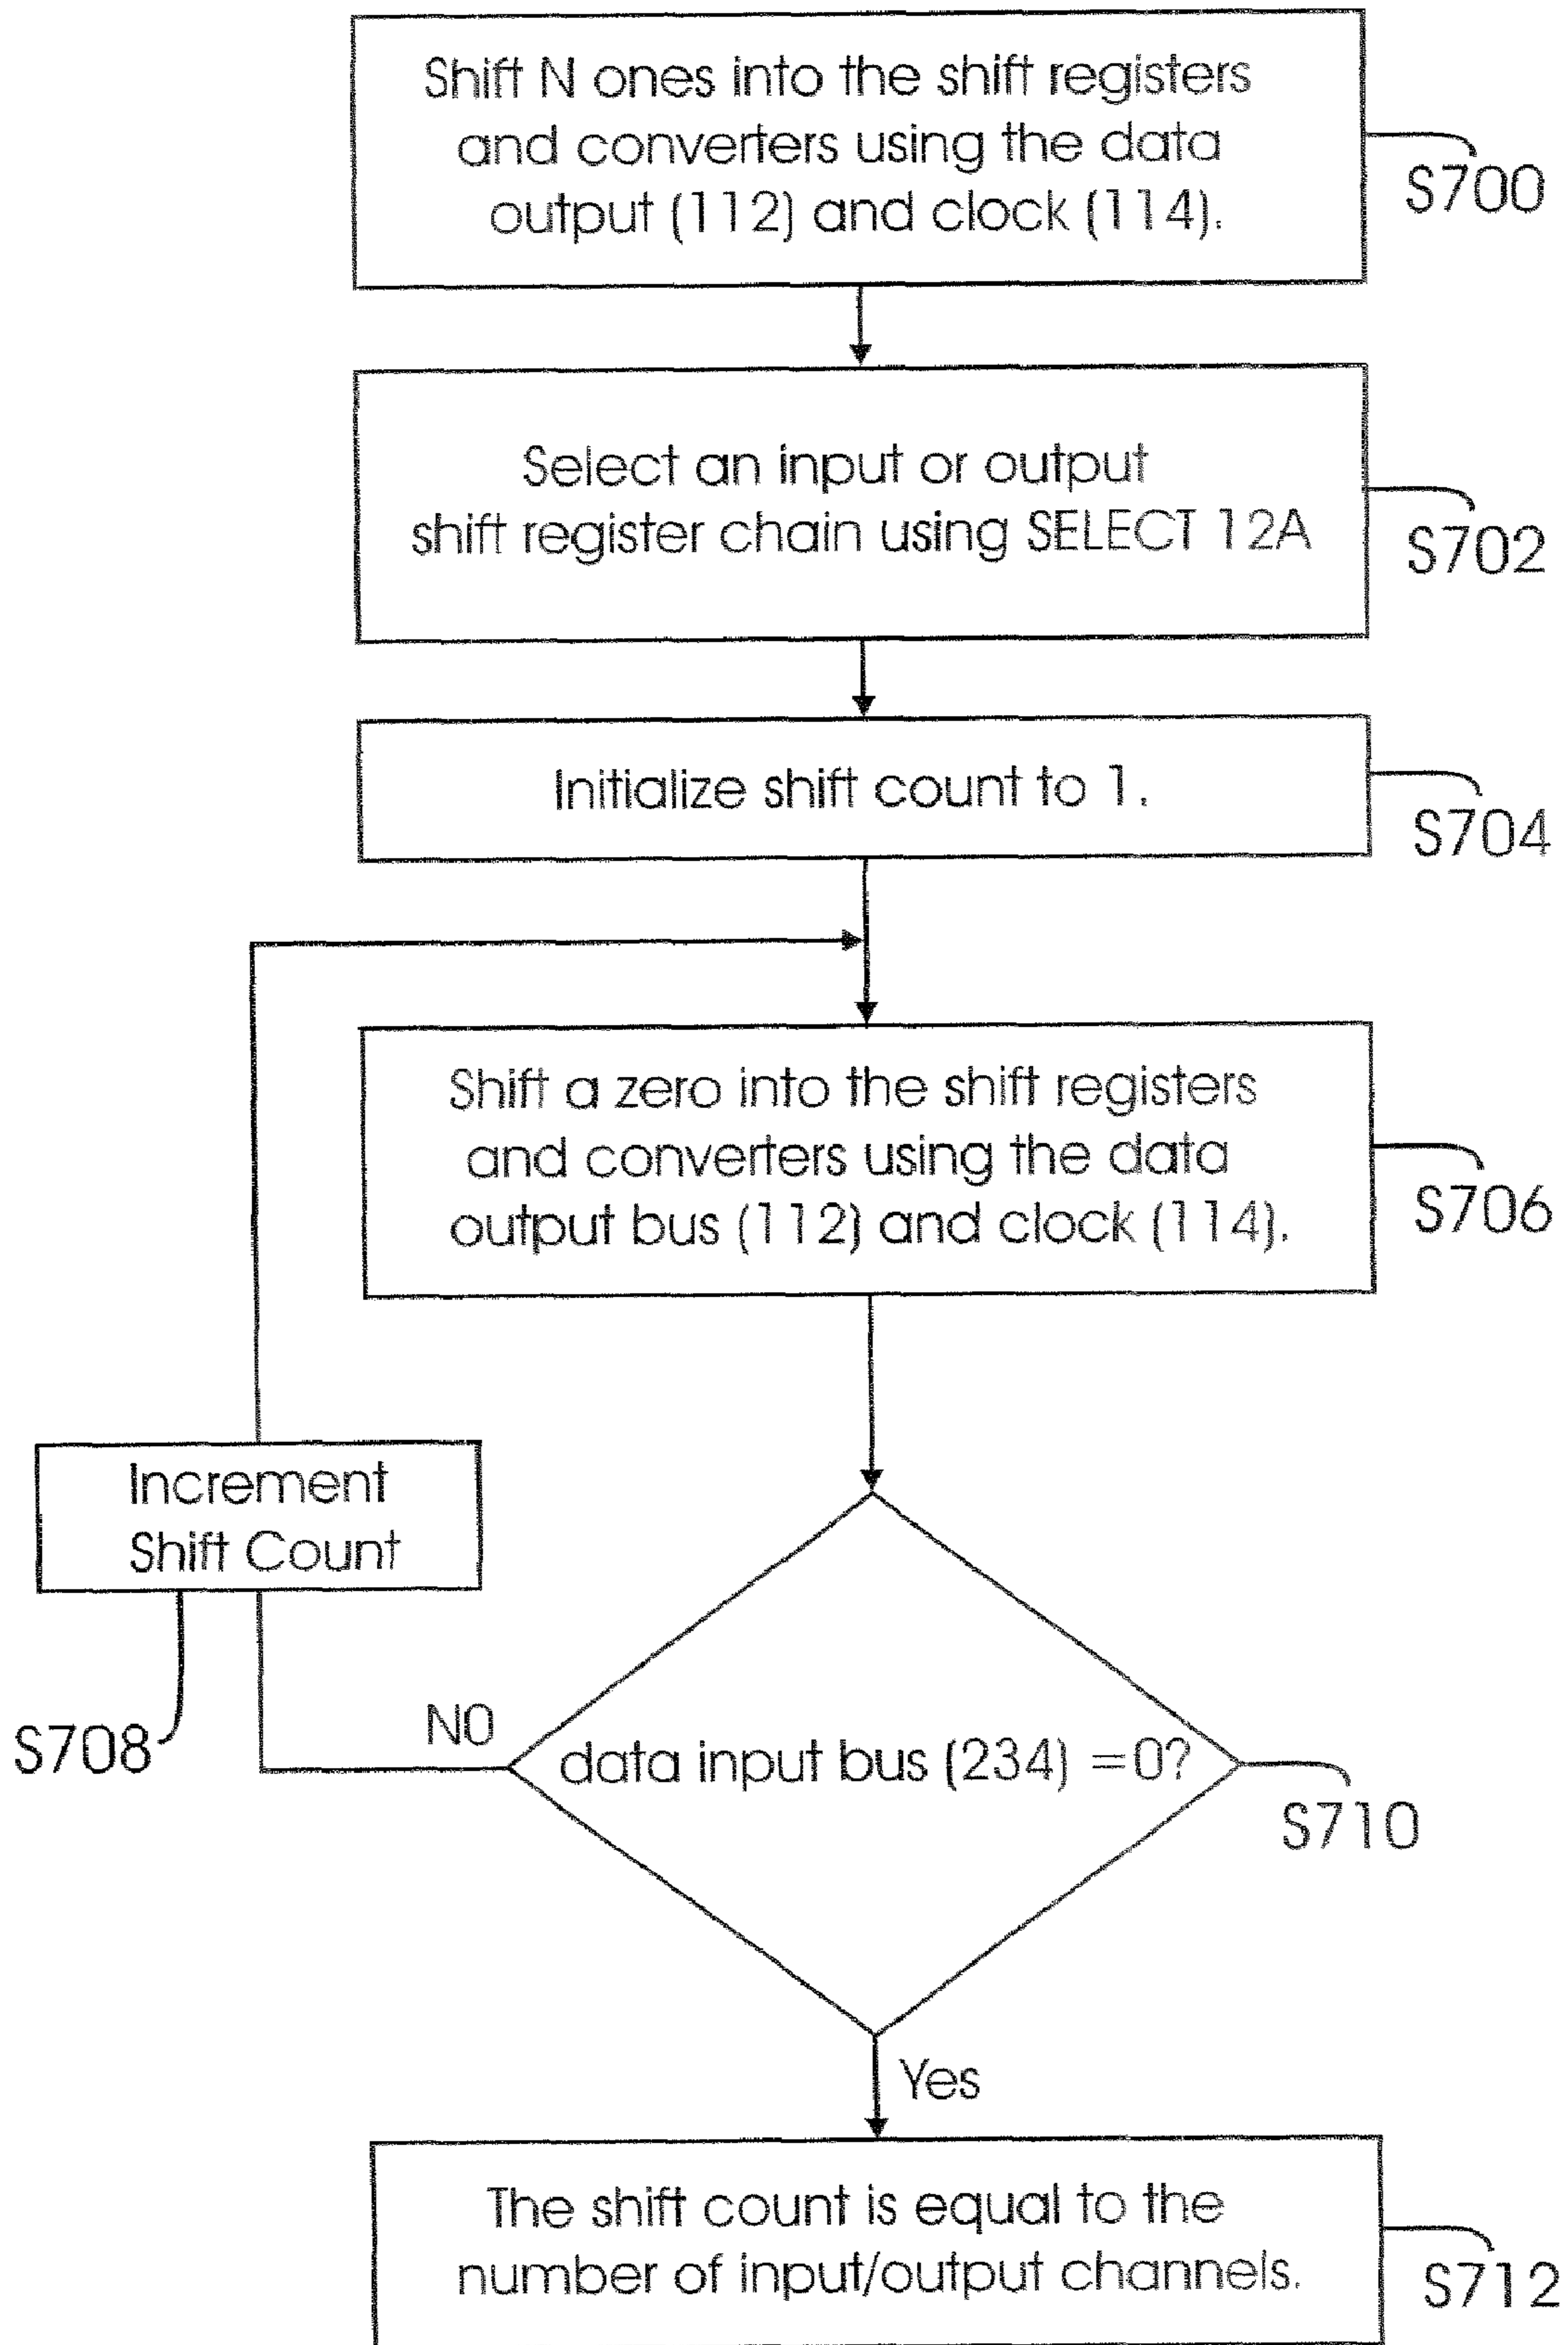 Shift N ones into the shift registers
and converters using the data
output (112) and clock (114).
S700
Select an input or output
shift register chain using SELECT 12A
S702
Initialize shift count to 1.
S704
Shift a zero into the shift registers
and converters using the data
output bus (112) and clock (114).
S706
Increment
Shift Count
S708
NO
data input bus (234) =0?
S710
Yes
The shift count is equal to the
number of input/output channels.
S712